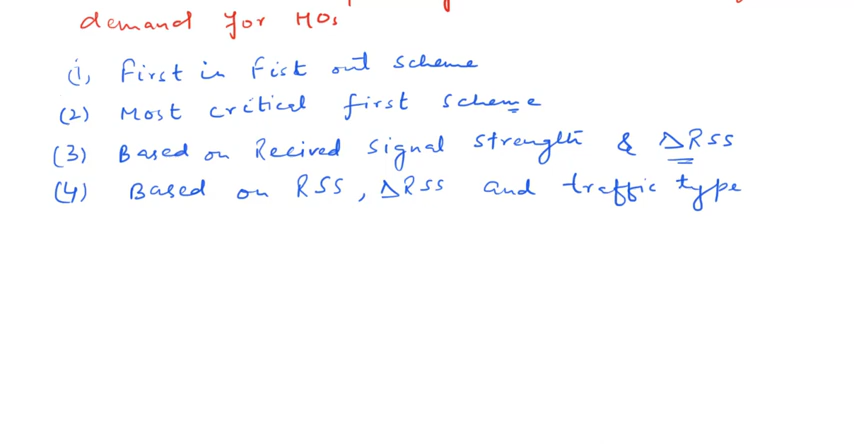 demand for HOs
(1) First in Fist out scheme
(2) Most critical first scheme
(3) Based on Recived signal strength & ΔRSS
(4) Based on RSS, ΔRSS and traffic type